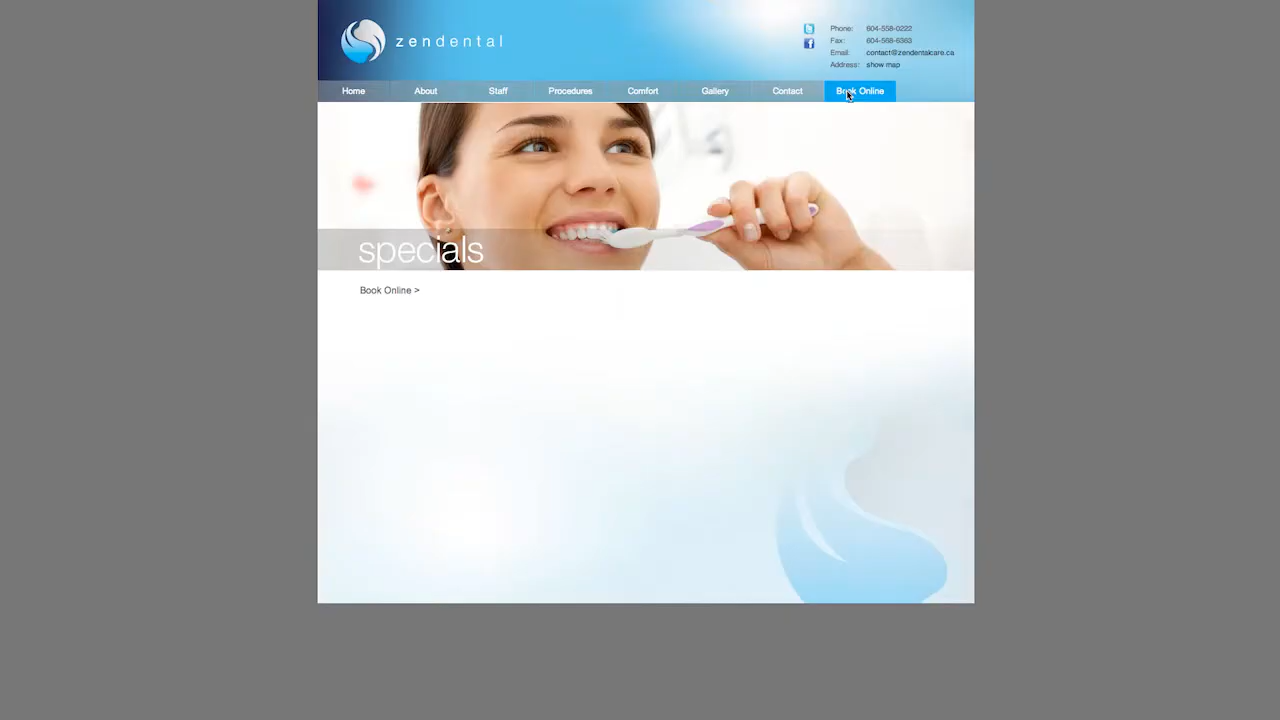 zendental
Phone: 604-558-0222
Fax: 604-568-6363
Email: contact@zendentalcare.ca
Address: show map
Home About Staff Procedures Comfort Gallery Contact Book Online
specials
Book Online >